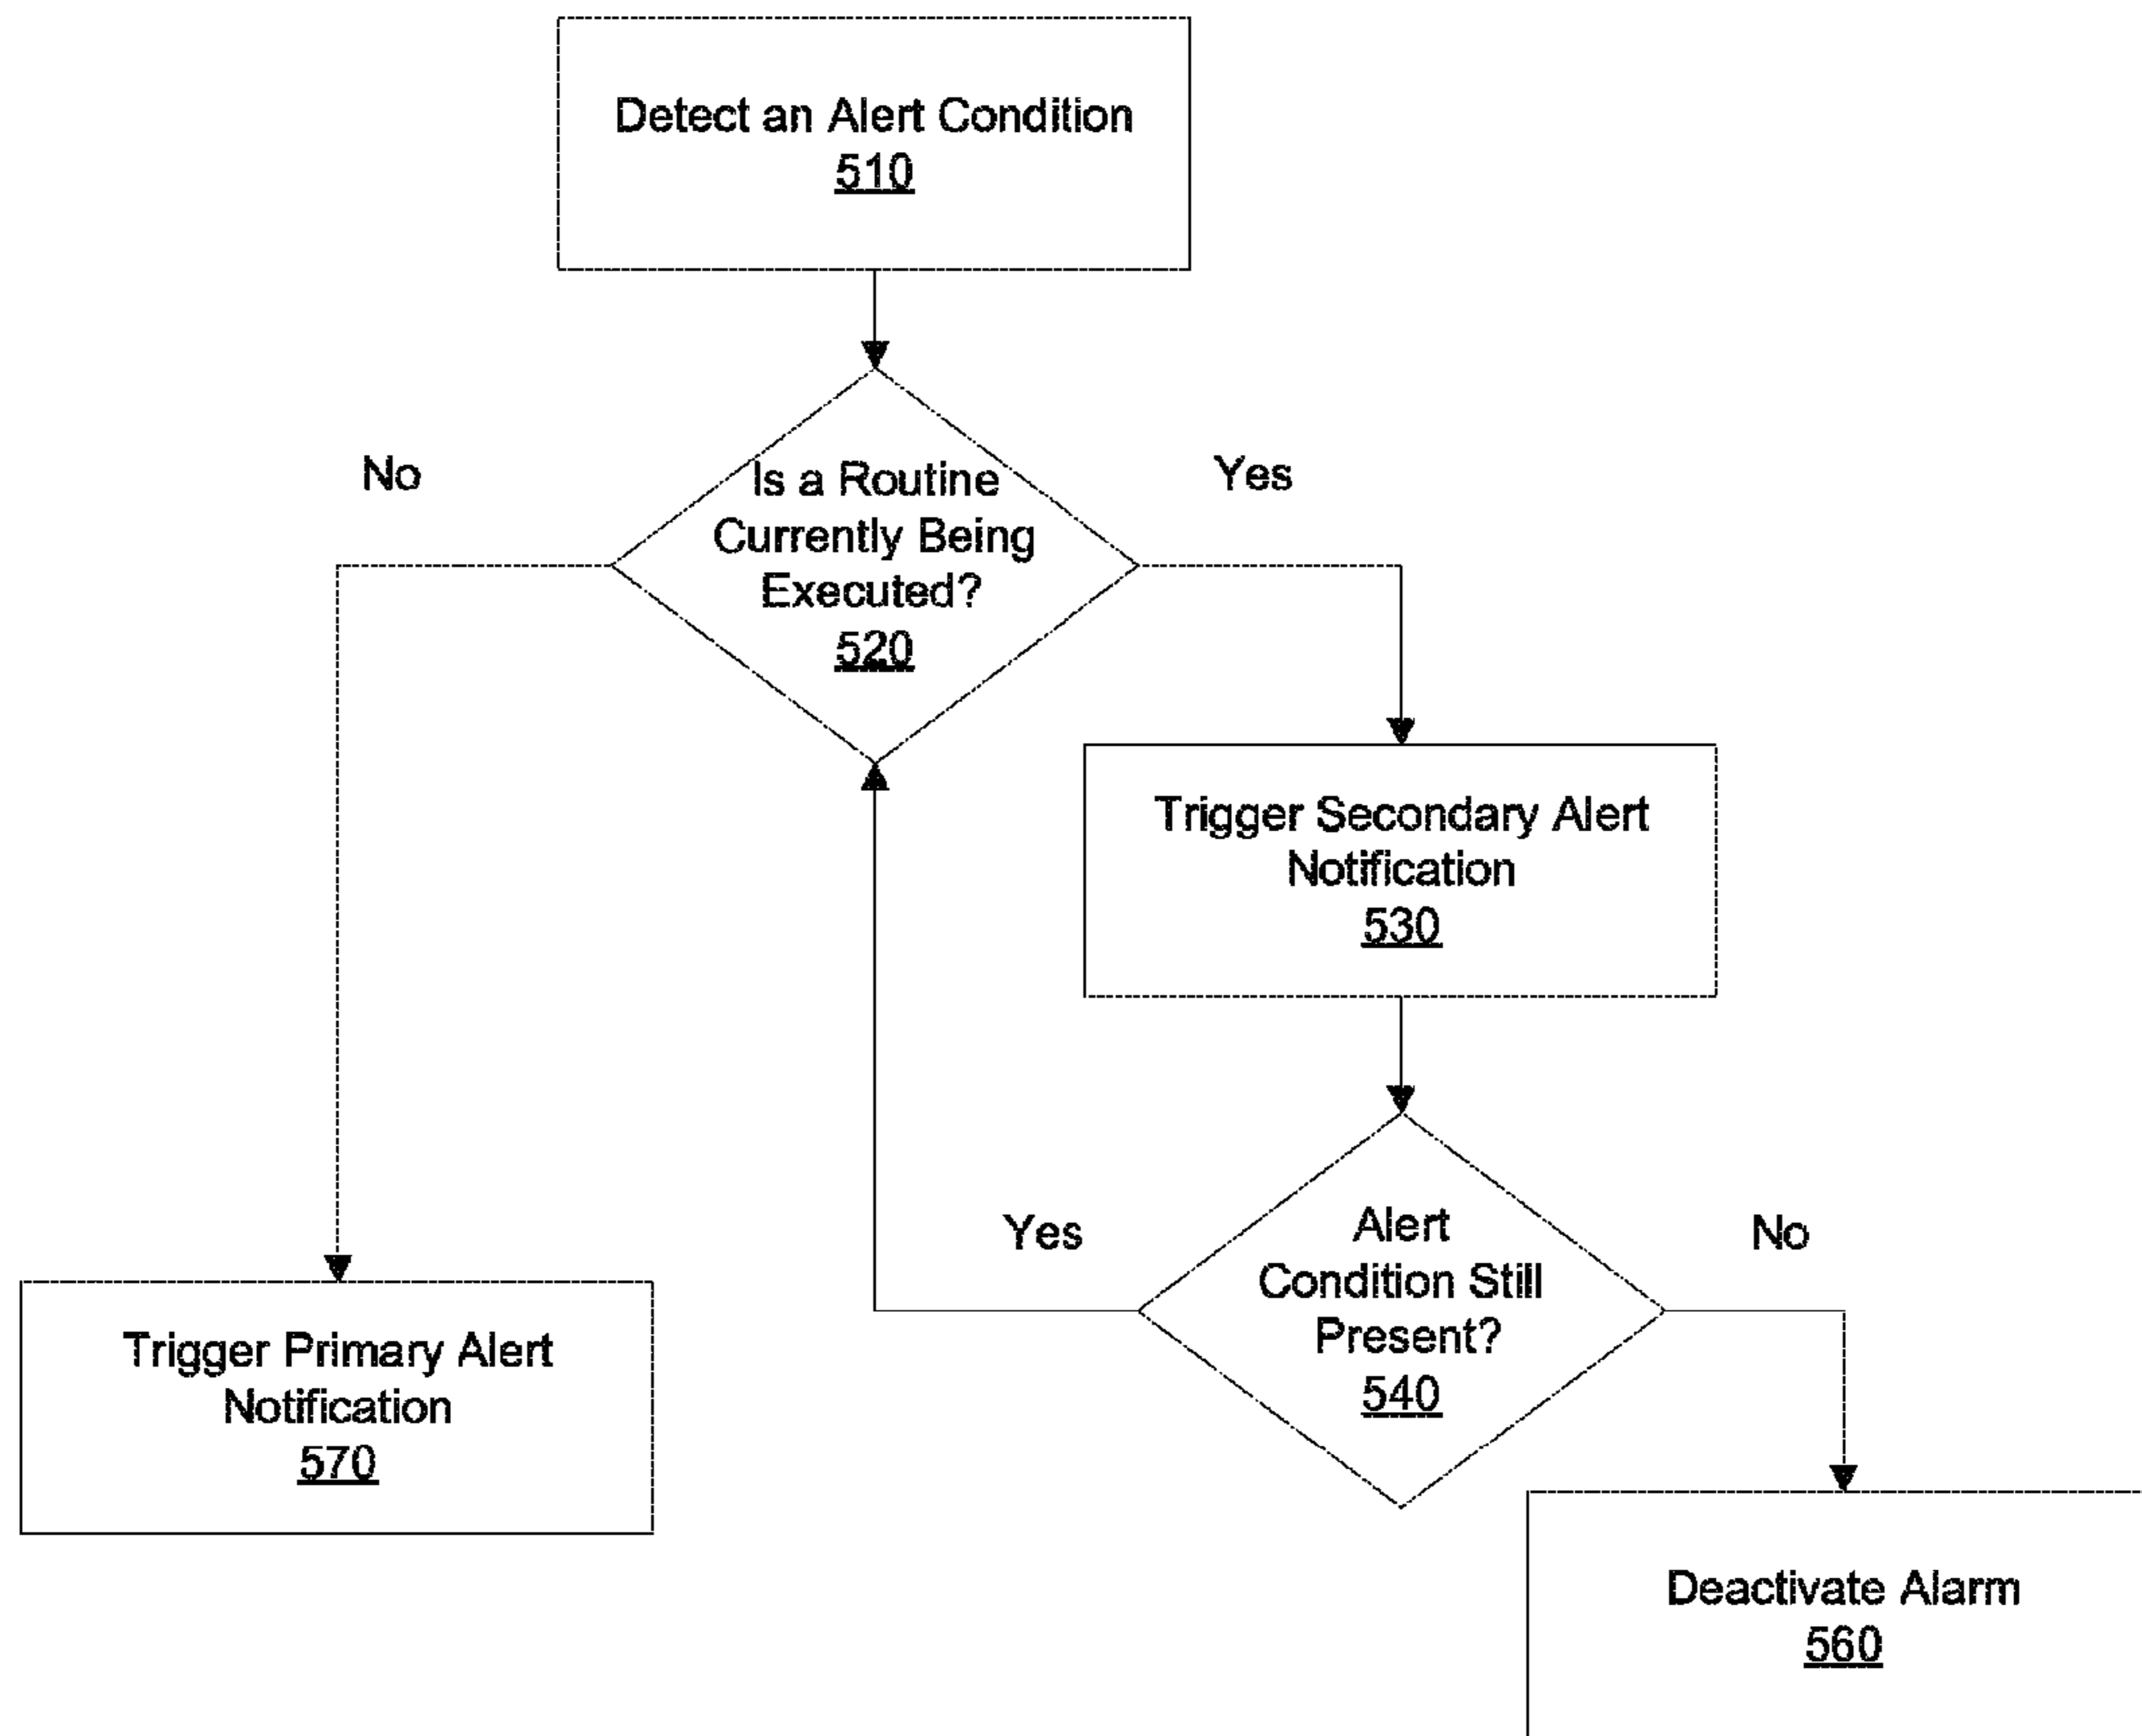 Detect an Alert Condition
510
No
Yes
Is a Routine
Currently Being
Executed?
520
Trigger Secondary Alert
Notification
530
Yes
No
Alert
Condition Still
Present?
540
Trigger Primary Alert
Notification
570
Deactivate Alarm
560